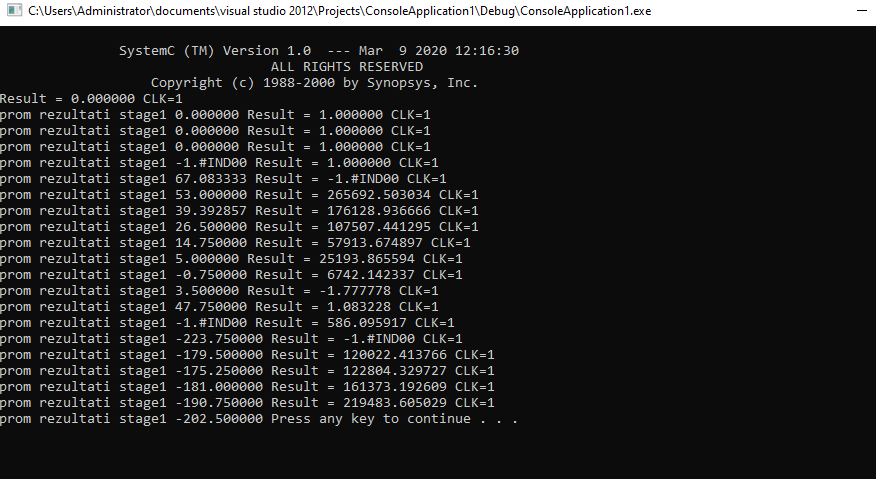 C:\Users\Administrator\documents\visual studio 2012\Projects\ConsoleApplication1\Debug\ConsoleApplication1.exe
SystemC (TM) Version 1.0 --- Mar 9 2020 12:16:30
ALL RIGHTS RESERVED
Copyright (c) 1988-2000 by Synopsys, Inc.
Result = 0.000000 CLK=1
prom rezultati stage1 0.000000 Result = 1.000000 CLK=1
prom rezultati stage1 0.000000 Result = 1.000000 CLK=1
prom rezultati stage1 0.000000 Result = 1.000000 CLK=1
prom rezultati stage1 -1.#IND00 Result = 1.000000 CLK=1
prom rezultati stage1 67.083333 Result = -1.#IND00 CLK=1
prom rezultati stage1 53.000000 Result = 265692.503034 CLK=1
prom rezultati stage1 39.392857 Result = 176128.936666 CLK=1
prom rezultati stage1 26.500000 Result = 107507.441295 CLK=1
prom rezultati stage1 14.750000 Result = 57913.674897 CLK=1
prom rezultati stage1 5.000000 Result = 25193.865594 CLK=1
prom rezultati stage1 -0.750000 Result = 6742.142337 CLK=1
prom rezultati stage1 3.500000 Result = -1.777778 CLK=1
prom rezultati stage1 47.750000 Result = 1.083228 CLK=1
prom rezultati stage1 -1.#IND00 Result = 586.095917 CLK=1
prom rezultati stage1 -223.750000 Result = -1.#IND00 CLK=1
prom rezultati stage1 -179.500000 Result = 120022.413766 CLK=1
prom rezultati stage1 -175.250000 Result = 122804.329727 CLK=1
prom rezultati stage1 -181.000000 Result = 161373.192609 CLK=1
prom rezultati stage1 -190.750000 Result = 219483.605029 CLK=1
prom rezultati stage1 -202.500000 Press any key to continue . . .